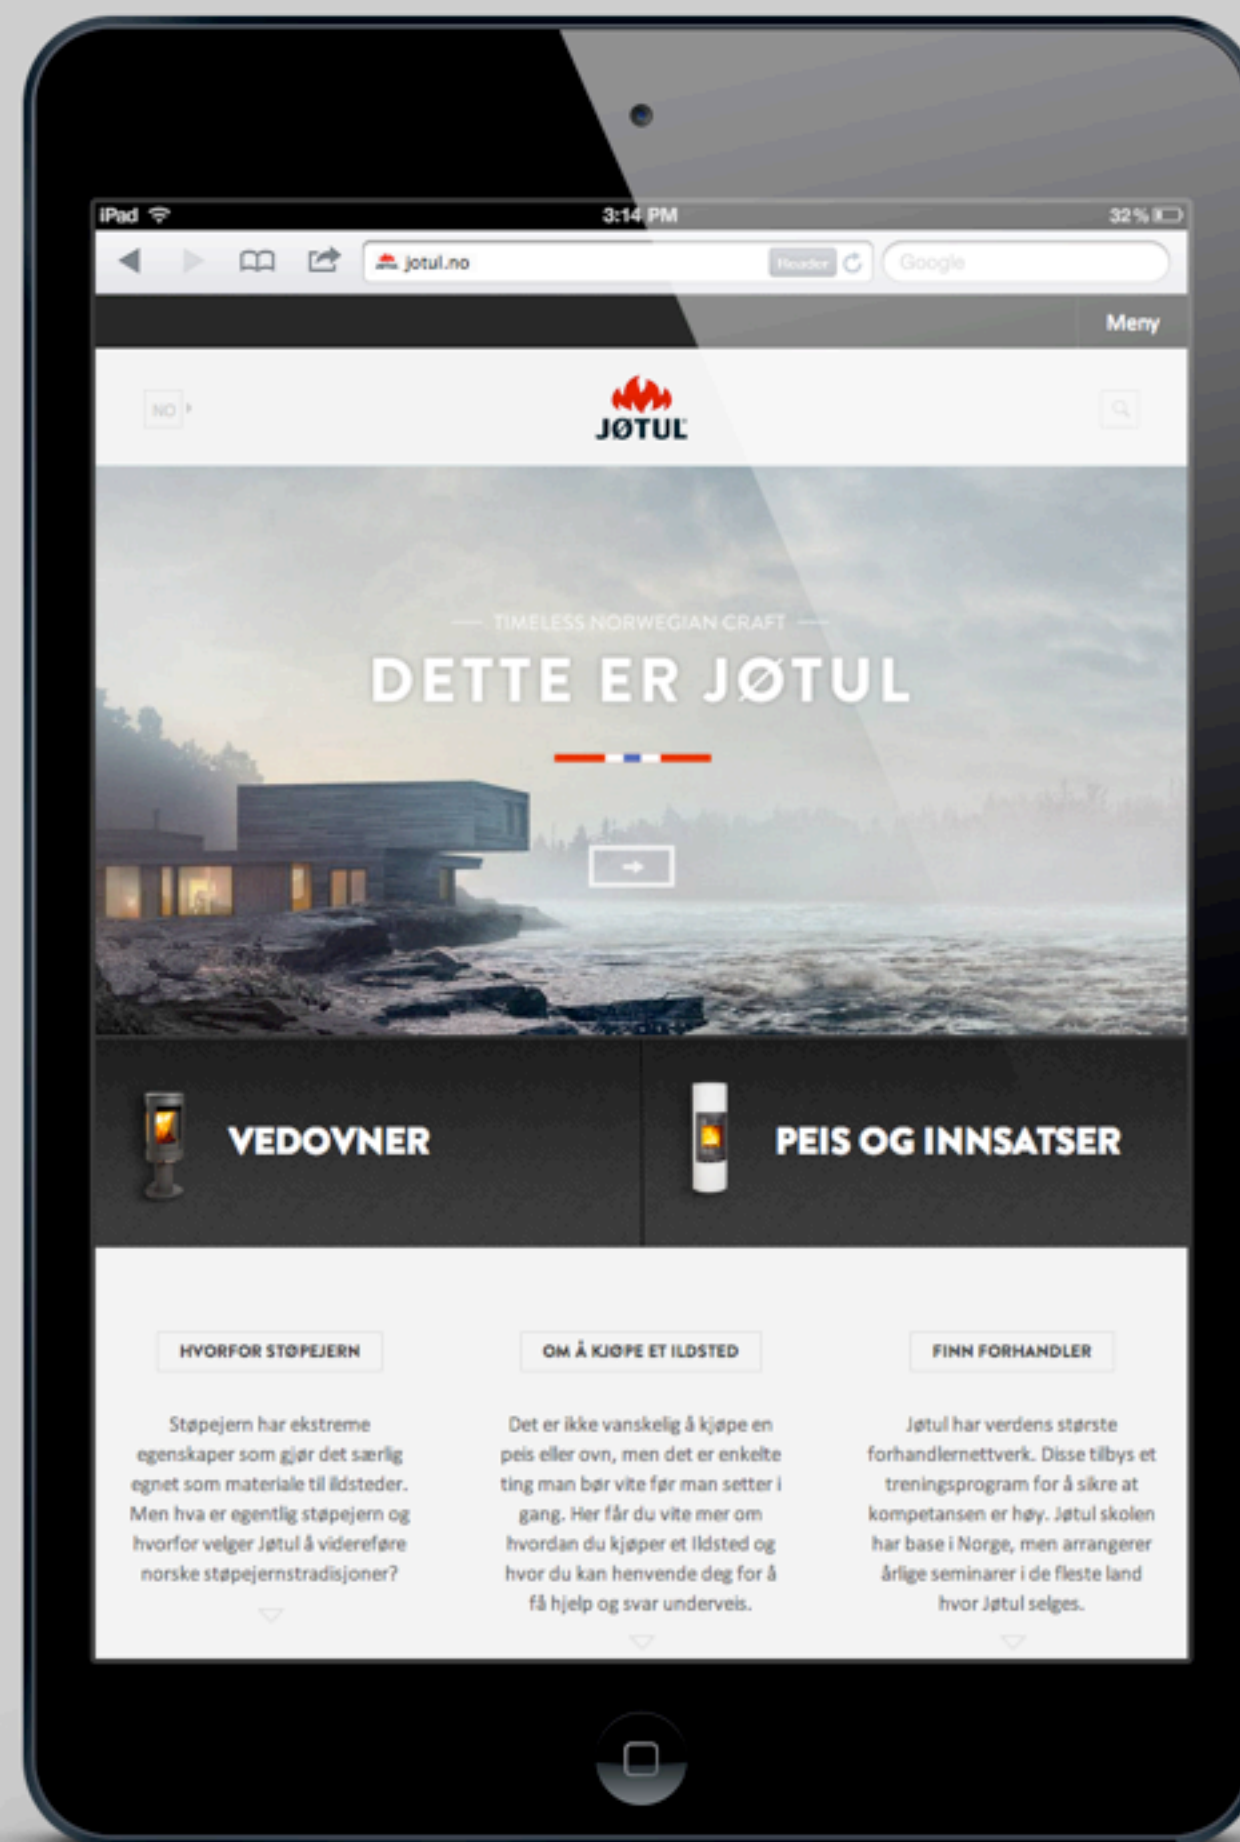 iPad 3:14 PM 32%
JØTUL jotul.no Reader Google
Meny
NO
JØTUL
TIMELESS NORWEGIAN CRAFT
DETTE ER JØTUL
VEDOVNER
PEIS OG INNSATSER
HVORFOR STØPEJERN
Støpejern har ekstreme
egenskaper som gjør det særlig
egnet som materiale til ildsteder.
Men hva er egentlig støpejern og
hvorfor velger Jøtul å videreføre
norske støpejernstradisjoner?
OM Å KJØPE ET ILDSTED
Det er ikke vanskelig å kjøpe en
peis eller ovn, men det er enkelte
ting man bør vite før man setter i
gang. Her får du vite mer om
hvordan du kjøper et Ildsted og
hvor du kan henvende deg for å
få hjelp og svar underveis.
FINN FORHANDLER
Jøtul har verdens største
forhandlernettverk. Disse tilbys et
treningsprogram for å sikre at
kompetansen er høy. Jøtul skolen
har base i Norge, men arrangerer
årlige seminarer i de fleste land
hvor Jøtul selges.